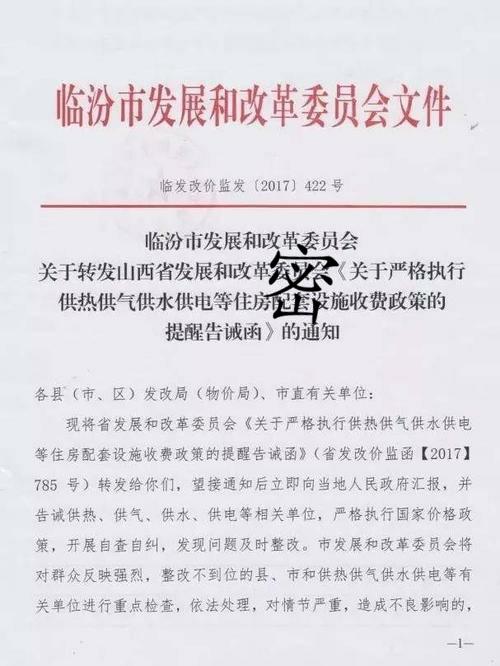 临汾市发展和改革委员会文件
临发改价监发〔2017〕422 号
临汾市发展和改革委员会
关于转发山西省发展和改革委员会《关于严格执行
供热供气供水供电等住房配套设施收费政策的
提醒告诫函》的通知
密
各县（市、区）发改局（物价局）、市直有关单位：
现将省发展和改革委员会《关于严格执行供热供气供水供电
等住房配套设施收费政策的提醒告诫函》（省发改价监函【2017】
785 号）转发给你们，望接通知后立即向当地人民政府汇报，并
告诫供热、供气、供水、供电等相关单位，严格执行国家价格政
策，开展自查自纠，发现问题及时整改。市发展和改革委员会将
对群众反映强烈，整改不到位的县、市和供热供气供水供电等有
关单位进行重点检查，依法处理，对情节严重，造成不良影响的，
—1—